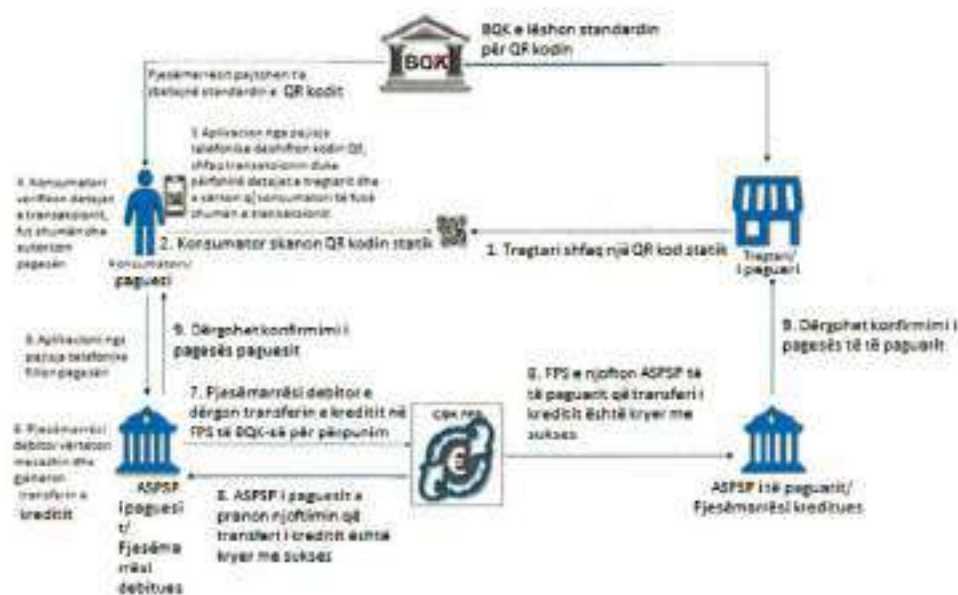 BQK e lëshon standardin
për QR kodin
BQK
Pjesëmarrësit pajtohen ta
zbatojnë standardin e QR kodit
3. Aplikacion nga pajisja
telefonike deshifron kodin QR,
shfaq transaksionin duke
përfshirë detajet e tregtarit dhe
e kërkon që konsumatori të fusë
shumën e transaksionit
4. Konsumatori
verifikon detajet
e transaksionit,
fut shumën dhe
autorizon
pagesën
2. Konsumator skanon QR kodin statik
1. Tregtari shfaq një QR kod statik
Konsumatori/
paguesi
Tregtari/
i paguari
5. Aplikacioni nga
pajisja telefonike
fillon pagesën
9. Dërgohet konfirmimi i
pagesës paguesit
9. Dërgohet konfirmimi i
pagesës të të paguarit
7. Pjesëmarrësi debitor e
dërgon transferin e kreditit në
FPS të BQK-së për përpunim
8. FPS e njofton ASPSP të
të paguarit që transferi i
kreditit është kryer me
sukses
6. Pjesëmarrësi
debitor vërteton
mesazhin dhe
gjeneron
transferin e
kreditit
ASPSP
i paguesi
t/
Pjesëma
rrësi
debitues
8. ASPSP i paguesit e
pranon njoftimin që
transferi i kreditit është
kryer me sukses
ASPSP i të paguarit/
Pjesëmarrësi kreditues